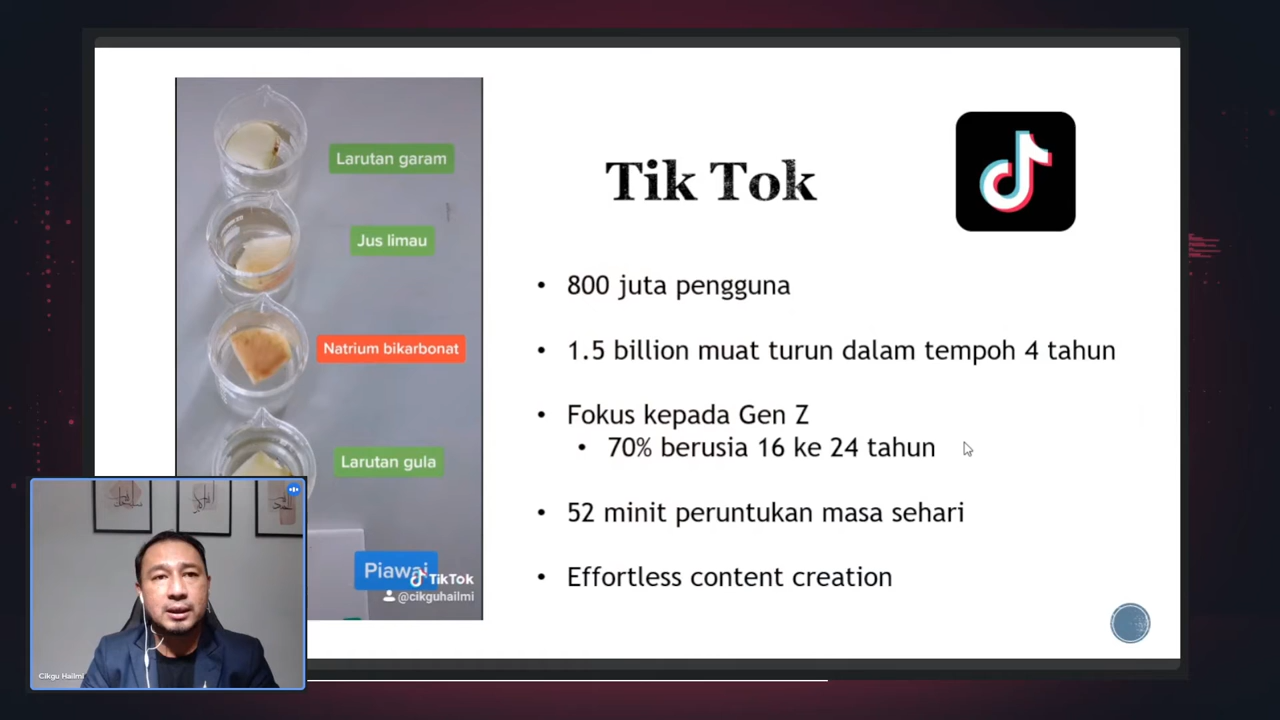 Larutan garam
Jus limau
Natrium bikarbonat
Larutan gula
Piawai
TikTok
@cikguhailmi
Tik Tok
• 800 juta pengguna
• 1.5 billion muat turun dalam tempoh 4 tahun
• Fokus kepada Gen Z
• 70% berusia 16 ke 24 tahun
• 52 minit peruntukan masa sehari
• Effortless content creation
Cikgu Hailmi